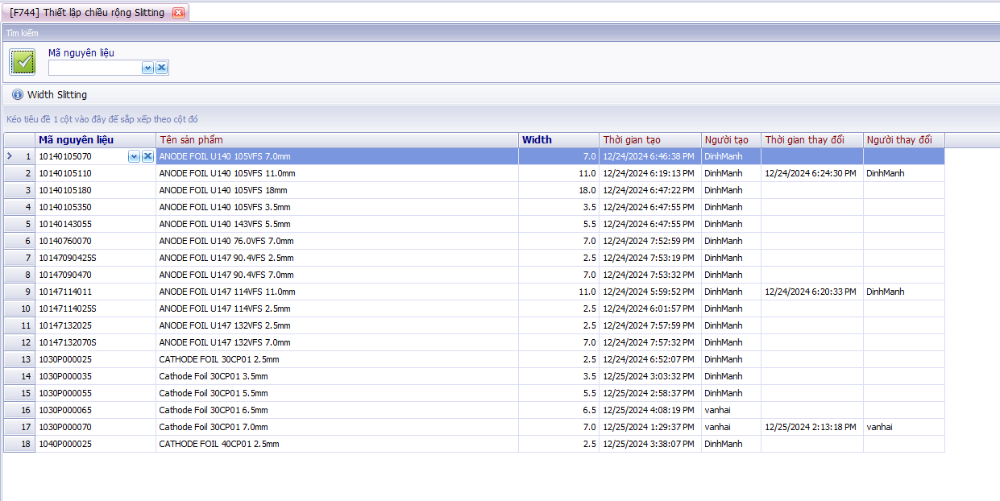 [F744] Thiết lập chiều rộng Slitting
Tìm kiếm
Mã nguyên liệu
Width Slitting
Kéo tiêu đề 1 cột vào đây để sắp xếp theo cột đó
Mã nguyên liệu Tên sản phẩm Width Thời gian tạo Người tạo Thời gian thay đổi Người thay đổi
1 10140105070 ANODE FOIL U140 105VFS 7.0mm 7.0 12/24/2024 6:46:38 PM DinhManh
2 10140105110 ANODE FOIL U140 105VFS 11.0mm 11.0 12/24/2024 6:19:13 PM DinhManh 12/24/2024 6:24:30 PM DinhManh
3 10140105180 ANODE FOIL U140 105VFS 18mm 18.0 12/24/2024 6:47:22 PM DinhManh
4 10140105350 ANODE FOIL U140 105VFS 3.5mm 3.5 12/24/2024 6:47:55 PM DinhManh
5 10140143055 ANODE FOIL U140 143VFS 5.5mm 5.5 12/24/2024 6:47:55 PM DinhManh
6 10140760070 ANODE FOIL U140 76.0VFS 7.0mm 7.0 12/24/2024 7:52:59 PM DinhManh
7 10147090425S ANODE FOIL U147 90.4VFS 2.5mm 2.5 12/24/2024 7:53:19 PM DinhManh
8 10147090470 ANODE FOIL U147 90.4VFS 7.0mm 7.0 12/24/2024 7:53:32 PM DinhManh
9 10147114011 ANODE FOIL U147 114VFS 11.0mm 11.0 12/24/2024 5:59:52 PM DinhManh 12/24/2024 6:20:33 PM DinhManh
10 10147114025S ANODE FOIL U147 114VFS 2.5mm 2.5 12/24/2024 6:01:57 PM DinhManh
11 10147132025 ANODE FOIL U147 132VFS 2.5mm 2.5 12/24/2024 7:57:59 PM DinhManh
12 10147132070S ANODE FOIL U147 132VFS 7.0mm 7.0 12/24/2024 7:57:32 PM DinhManh
13 1030P000025 CATHODE FOIL 30CP01 2.5mm 2.5 12/24/2024 6:52:07 PM DinhManh
14 1030P000035 Cathode Foil 30CP01 3.5mm 3.5 12/25/2024 3:03:32 PM DinhManh
15 1030P000055 Cathode Foil 30CP01 5.5mm 5.5 12/25/2024 2:58:37 PM DinhManh
16 1030P000065 Cathode Foil 30CP01 6.5mm 6.5 12/25/2024 4:08:19 PM vanhai
17 1030P000070 Cathode Foil 30CP01 7.0mm 7.0 12/25/2024 1:29:37 PM vanhai 12/25/2024 2:13:18 PM vanhai
18 1040P000025 CATHODE FOIL 40CP01 2.5mm 2.5 12/25/2024 3:38:07 PM DinhManh